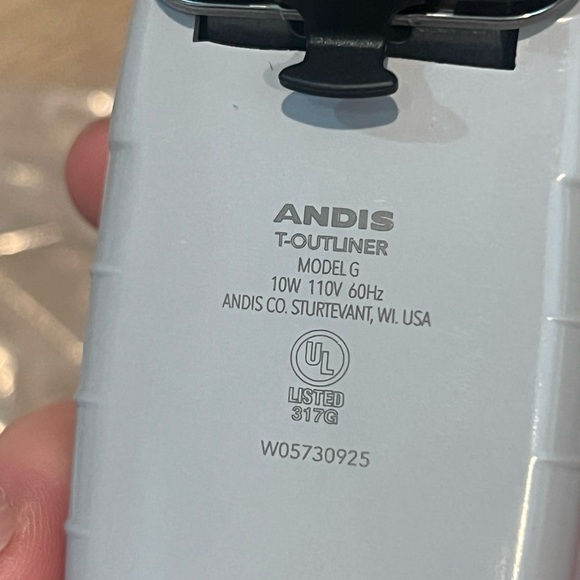 ANDIS
T-OUTLINER
MODEL G
10W 110V 60Hz
ANDIS CO. STURTEVANT, WI. USA
UL
LISTED
317G
W05730925